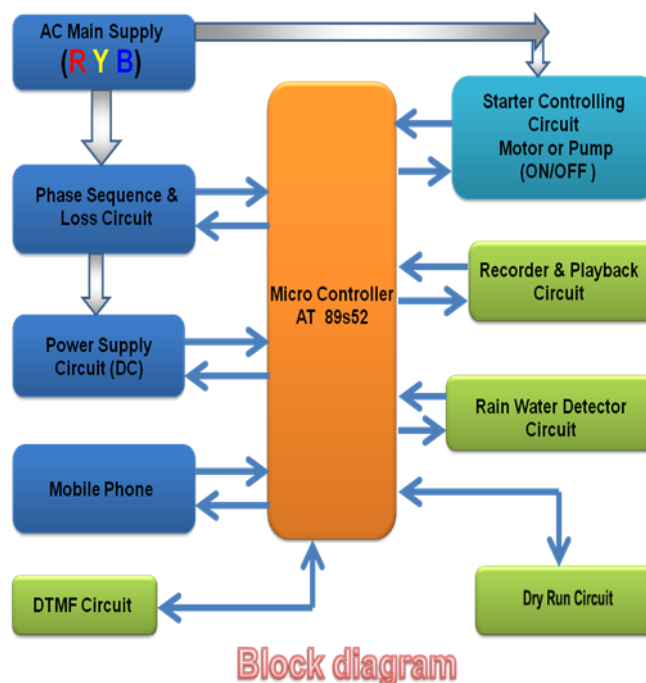 AC Main Supply
(R Y B)
Starter Controlling
Circuit
Motor or Pump
(ON/OFF )
Phase Sequence &
Loss Circuit
Recorder & Playback
Circuit
Micro Controller
AT 89s52
Power Supply
Circuit (DC)
Rain Water Detector
Circuit
Mobile Phone
DTMF Circuit
Dry Run Circuit
Block diagram